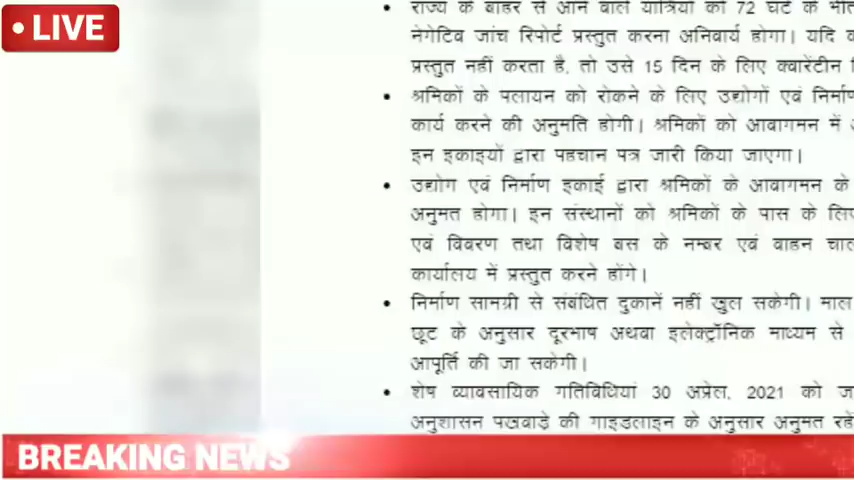 LIVE
राज्य के बाहर से आने वाले यात्रियों को 72 घंटे के
नेगेटिव जांच रिपोर्ट प्रस्तुत करना अनिवार्य होगा। यदि
प्रस्तुत नहीं करता है, तो उसे 15 दिन के लिए क्वारेंटीन
श्रमिकों के पलायन को रोकने के लिए उद्योगों एवं
कार्य करने की अनुमति होगी। श्रमिकों को आवागमन में
इन इकाइयों द्वारा पहचान पत्र जारी किया जाएगा।
उद्योग एवं निर्माण इकाई द्वारा श्रमिकों के आवागमन के
अनुमत होगा। इन संस्थानों को श्रमिकों के पास के
एवं विवरण तथा विशेष बस के नम्बर एवं वाहन
कार्यालय में प्रस्तुत करने होंगे।
निर्माण सामग्री से संबंधित दुकानें नहीं खुल सकेगी। माल
छूट के अनुसार दूरभाष अथवा इलेक्ट्रॉनिक माध्यम से
आपूर्ति की जा सकेगी।
शेष व्यावसायिक गतिविधियां 30 अप्रेल, 2021 को
अनुशासन पखवाड़े की गाइडलाइन के अनुसार अनुमत
BREAKING NEWS